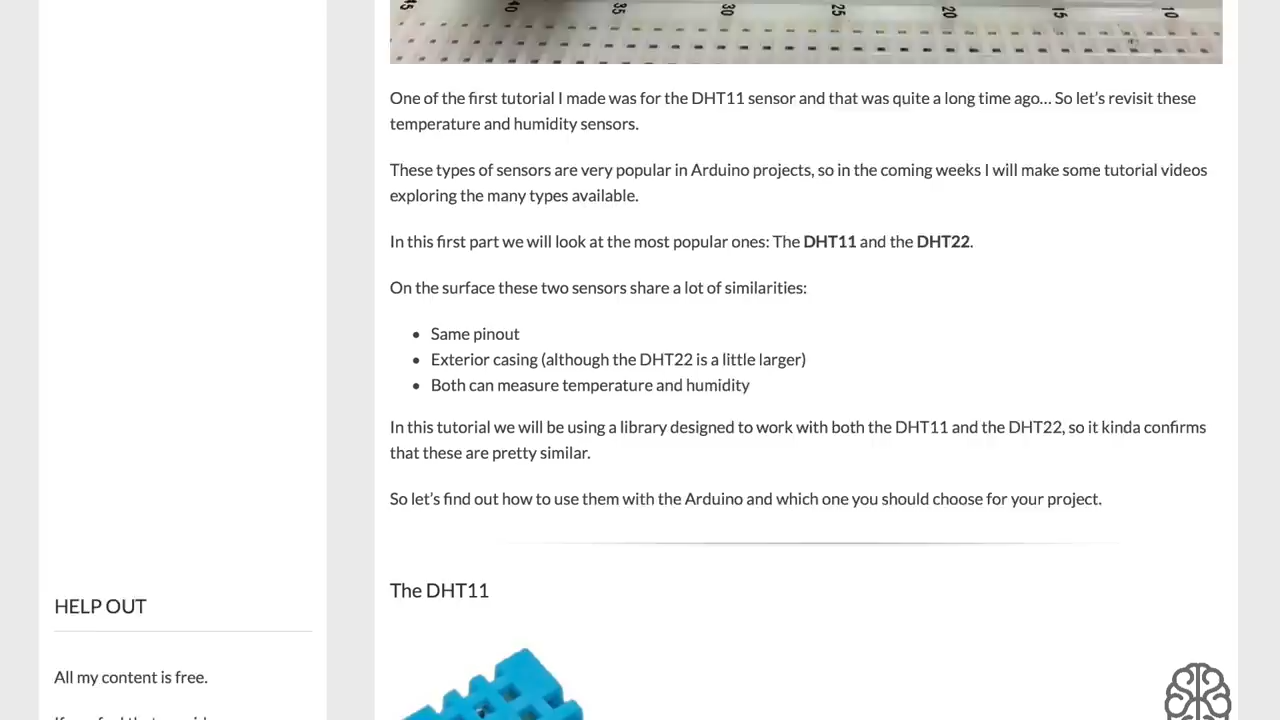 45 40 35 30 25 20 15 10
One of the first tutorial I made was for the DHT11 sensor and that was quite a long time ago… So let’s revisit these
temperature and humidity sensors.
These types of sensors are very popular in Arduino projects, so in the coming weeks I will make some tutorial videos
exploring the many types available.
In this first part we will look at the most popular ones: The DHT11 and the DHT22.
On the surface these two sensors share a lot of similarities:
• Same pinout
• Exterior casing (although the DHT22 is a little larger)
• Both can measure temperature and humidity
In this tutorial we will be using a library designed to work with both the DHT11 and the DHT22, so it kinda confirms
that these are pretty similar.
So let’s find out how to use them with the Arduino and which one you should choose for your project.
The DHT11
HELP OUT
All my content is free.